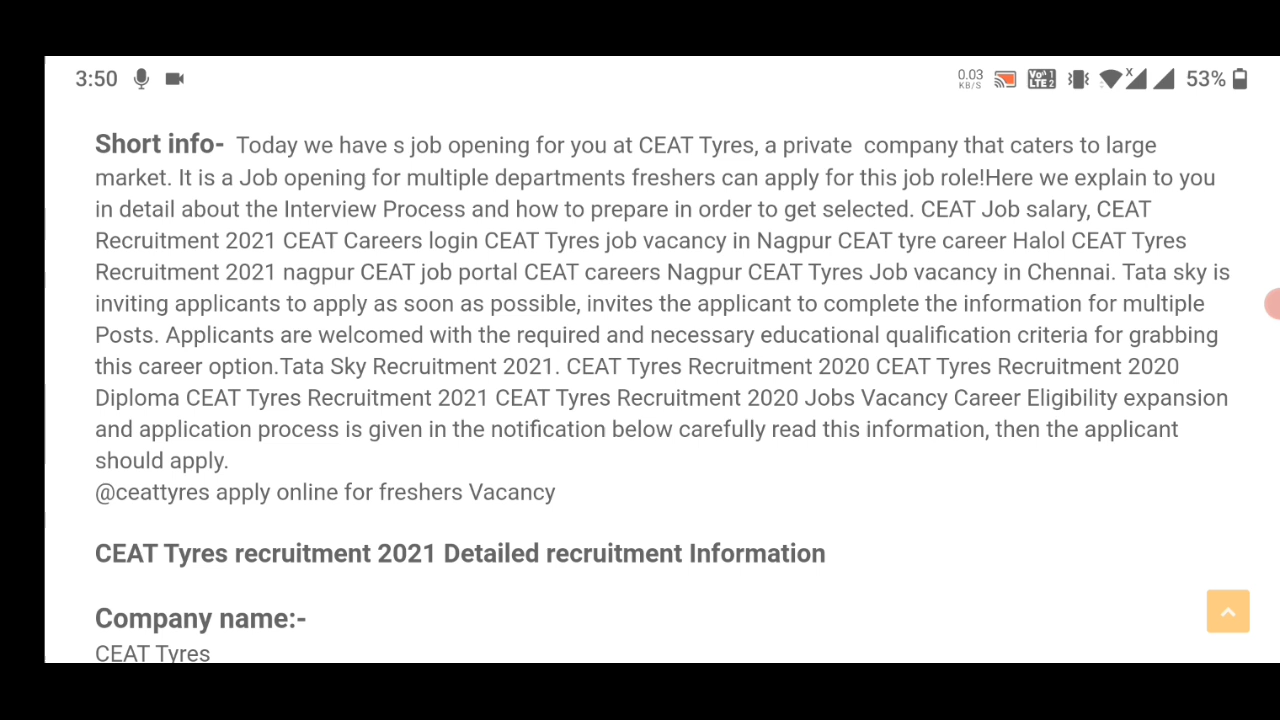 3:50
0.03
KB/S
Vo 1
LTE 2
x
53%
Short info- Today we have s job opening for you at CEAT Tyres, a private company that caters to large
market. It is a Job opening for multiple departments freshers can apply for this job role!Here we explain to you
in detail about the Interview Process and how to prepare in order to get selected. CEAT Job salary, CEAT
Recruitment 2021 CEAT Careers login CEAT Tyres job vacancy in Nagpur CEAT tyre career Halol CEAT Tyres
Recruitment 2021 nagpur CEAT job portal CEAT careers Nagpur CEAT Tyres Job vacancy in Chennai. Tata sky is
inviting applicants to apply as soon as possible, invites the applicant to complete the information for multiple
Posts. Applicants are welcomed with the required and necessary educational qualification criteria for grabbing
this career option.Tata Sky Recruitment 2021. CEAT Tyres Recruitment 2020 CEAT Tyres Recruitment 2020
Diploma CEAT Tyres Recruitment 2021 CEAT Tyres Recruitment 2020 Jobs Vacancy Career Eligibility expansion
and application process is given in the notification below carefully read this information, then the applicant
should apply.
@ceattyres apply online for freshers Vacancy
CEAT Tyres recruitment 2021 Detailed recruitment Information
Company name:-
CEAT Tyres